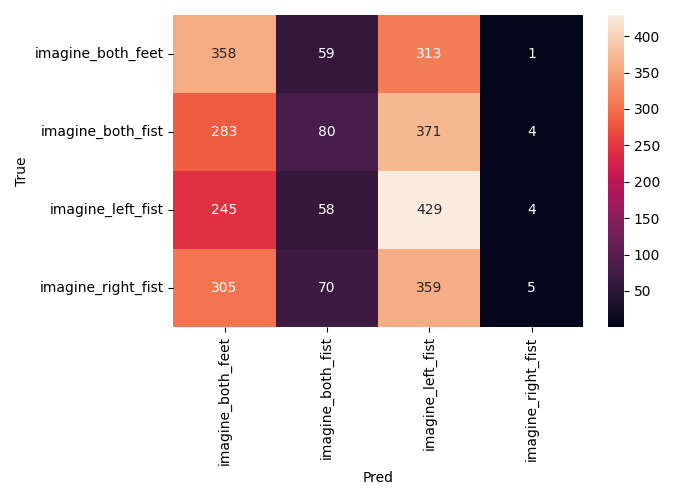 imagine_both_feet 358 59 313 1
imagine_both_fist 283 80 371 4
imagine_left_fist 245 58 429 4
imagine_right_fist 305 70 359 5
True
imagine_both_feet
imagine_both_fist
imagine_left_fist
imagine_right_fist
Pred
400
350
300
250
200
150
100
50